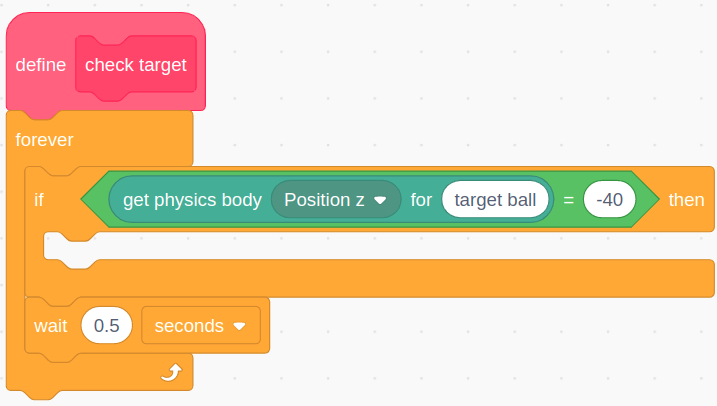 define check target
forever
if get physics body Position z for target ball = -40 then
wait 0.5 seconds